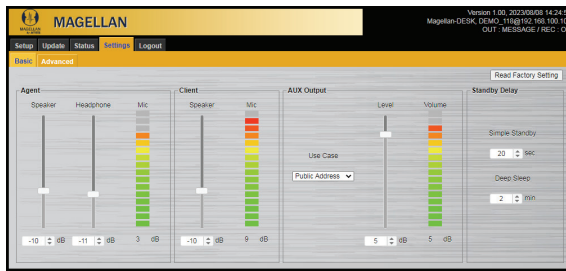 MAGELLAN
Version 1.00, 2023/08/08 14:24:5
Magellan-DESK, DEMO_118@192.168.100.10
OUT : MESSAGE / REC : O
MAGELLAN
Setup Update Status Settings Logout
Basic Advanced
Read Factory Setting
Agent
Speaker Headphone Mic
-10 dB -11 dB 3 dB
Client
Speaker Mic
-10 dB 9 dB
AUX Output
Level Volume
Use Case
Public Address
5 dB 5 dB
Standby Delay
Simple Standby
20 sec
Deep Sleep
2 min